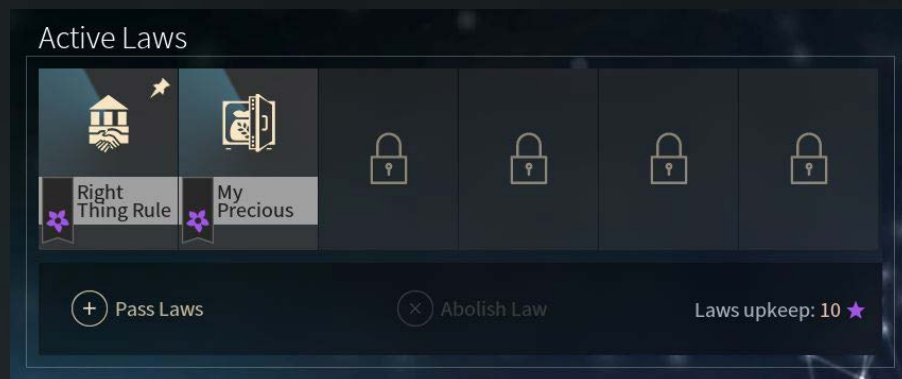 Active Laws
Right
Thing Rule
My
Precious
Pass Laws
Abolish Law
Laws upkeep: 10